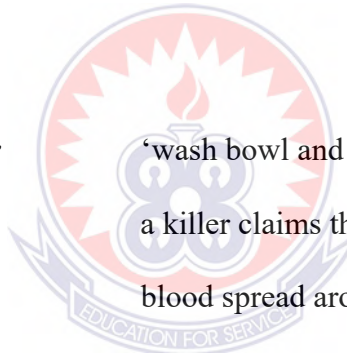 ‘wash bowl and
a killer claims th
blood spread aro
EDUCATION FOR SERVICE